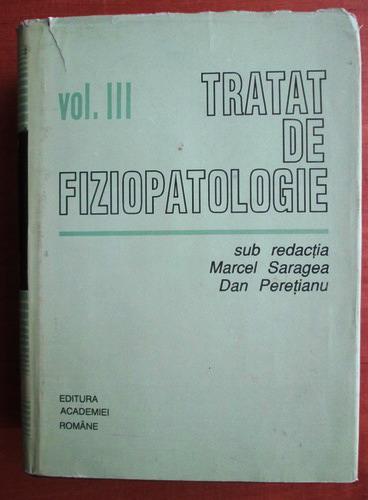 vol. III
TRATAT
DE
FIZIOPATOLOGIE
sub redacția
Marcel Saragea
Dan Perețianu
EDITURA
ACADEMIEI
ROMÂNE